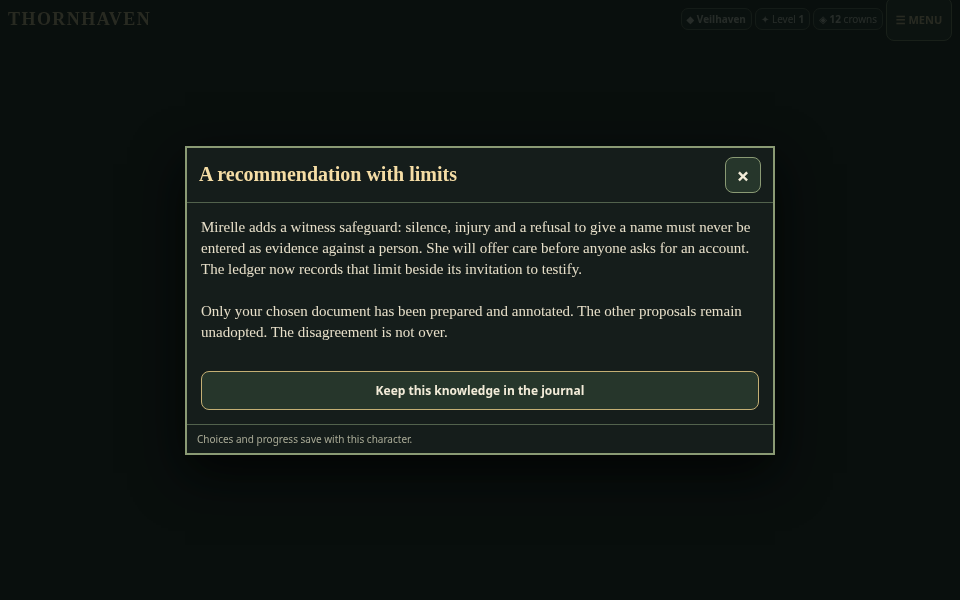 THORNHAVEN
◆ Veilhaven
✦ Level 1
◈ 12 crowns
☰ MENU
A recommendation with limits
×
Mirelle adds a witness safeguard: silence, injury and a refusal to give a name must never be
entered as evidence against a person. She will offer care before anyone asks for an account.
The ledger now records that limit beside its invitation to testify.
Only your chosen document has been prepared and annotated. The other proposals remain
unadopted. The disagreement is not over.
Keep this knowledge in the journal
Choices and progress save with this character.